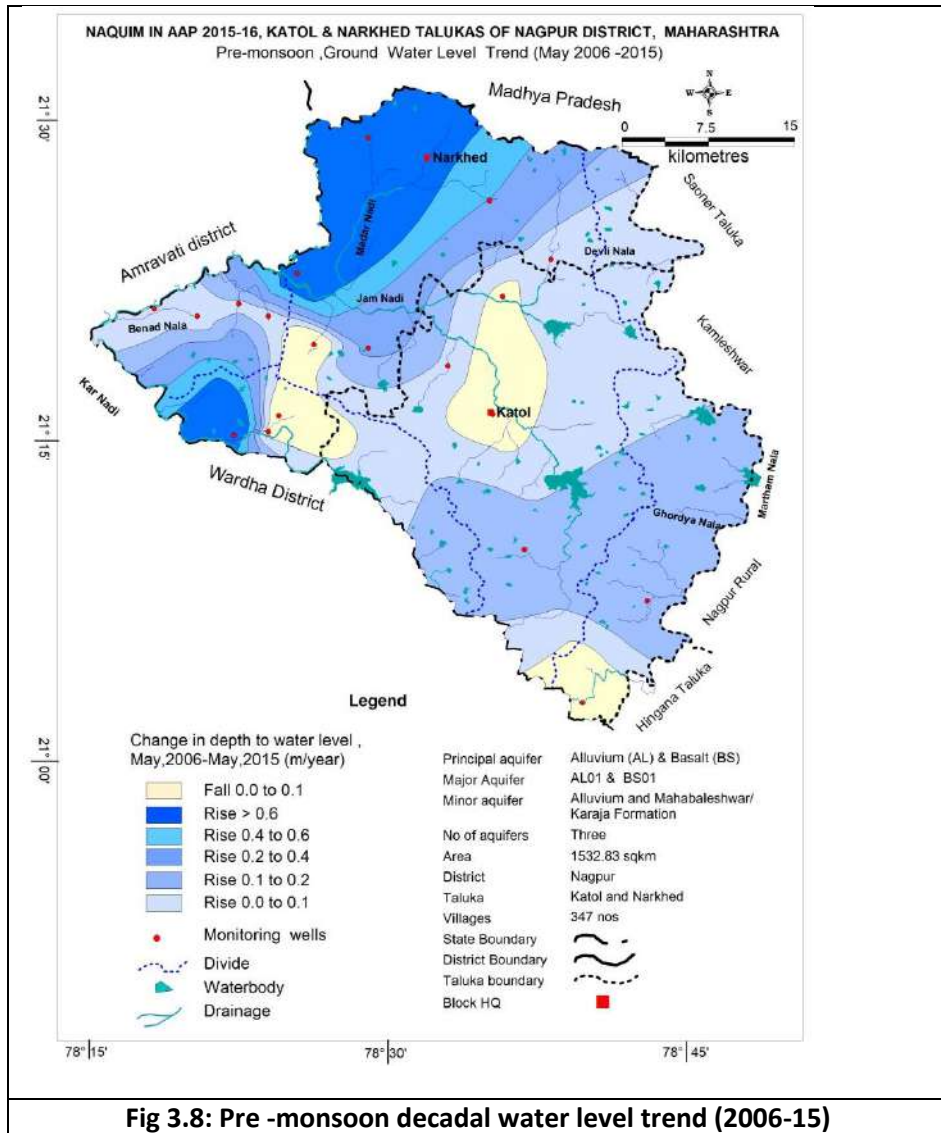 NAQUIM IN AAP 2015-16, KATOL & NARKHED TALUKAS OF NAGPUR DISTRICT, MAHARASHTRA
Pre-monsoon ,Ground Water Level Trend (May 2006 -2015)
N
W E
S
0 7.5 15
kilometres
Madhya Pradesh
21° 30'
Narkhed
Saoner Taluka
Madar Nadi
Amravati district
Devli Nala
Jam Nadi
Benad Nala
Kamleshwar
Kar Nadi
Katol
21° 15'
Wardha District
Martham Nala
Ghordya Nala
Nagpur Rural
Hingana Taluka
21° 00'
Legend
Change in depth to water level ,
May,2006-May,2015 (m/year)
Fall 0.0 to 0.1
Rise > 0.6
Rise 0.4 to 0.6
Rise 0.2 to 0.4
Rise 0.1 to 0.2
Rise 0.0 to 0.1
Monitoring wells
Divide
Waterbody
Drainage
Principal aquifer Alluvium (AL) & Basalt (BS)
Major Aquifer AL01 & BS01
Minor aquifer Alluvium and Mahabaleshwar/
Karaja Formation
No of aquifers Three
Area 1532.83 sqkm
District Nagpur
Taluka Katol and Narkhed
Villages 347 nos
State Boundary
District Boundary
Taluka boundary
Block HQ
78° 15' 78° 30' 78° 45'
Fig 3.8: Pre -monsoon decadal water level trend (2006-15)